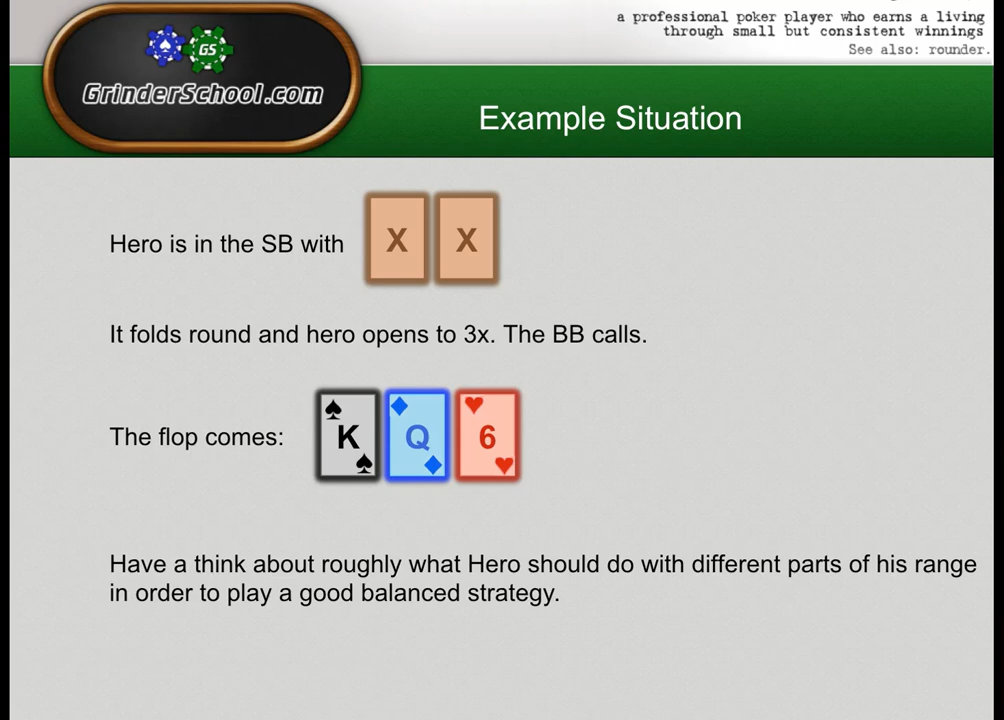 a professional poker player who earns a living
through small but consistent winnings
See also: rounder.
GS
GrinderSchool.com
Example Situation
Hero is in the SB with X X
It folds round and hero opens to 3x. The BB calls.
The flop comes: K Q 6
Have a think about roughly what Hero should do with different parts of his range
in order to play a good balanced strategy.